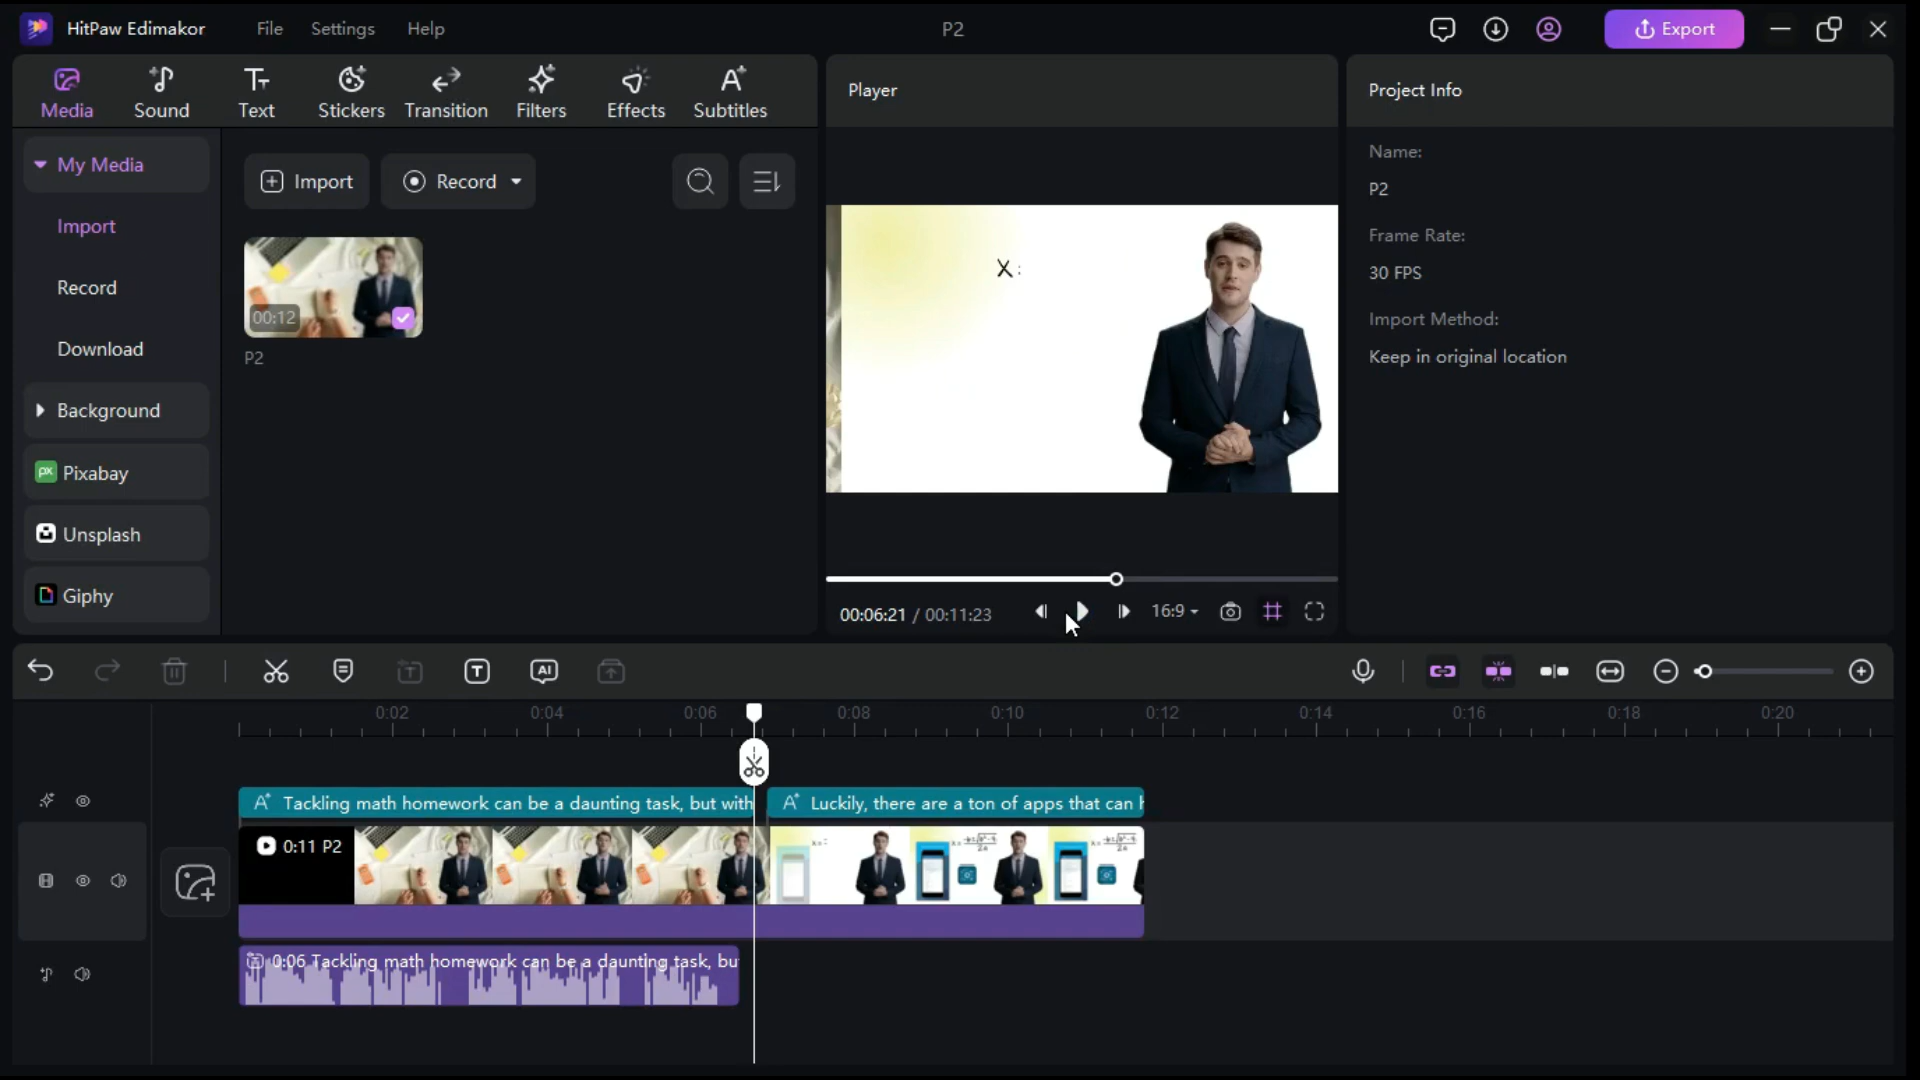 HitPaw Edimakor
File
Settings
Help
P2
Export
Media
Sound
Text
Stickers
Transition
Filters
Effects
Subtitles
My Media
Import
Record
Download
Background
Pixabay
Unsplash
Giphy
Import
Record
00:12
P2
Player
X :
00:06:21 / 00:11:23
16:9
Project Info
Name:
P2
Frame Rate:
30 FPS
Import Method:
Keep in original location
AI
0:02
0:04
0:06
0:08
0:10
0:12
0:14
0:16
0:18
0:20
Tackling math homework can be a daunting task, but with
Luckily, there are a ton of apps that can h
0:11 P2
0:06 Tackling math homework can be a daunting task, bu